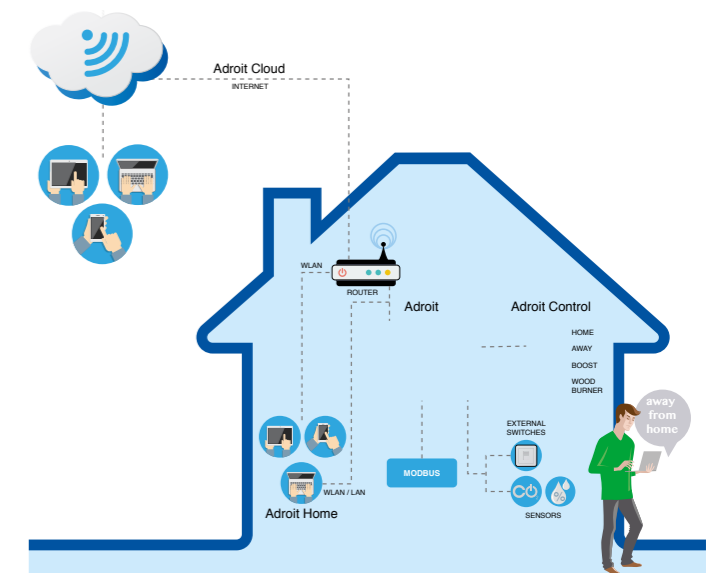 Adroit Cloud
INTERNET
WLAN
ROUTER
Adroit
Adroit Control
HOME
AWAY
BOOST
WOOD
BURNER
away
from
home
EXTERNAL
SWITCHES
MODBUS
WLAN / LAN
SENSORS
Adroit Home